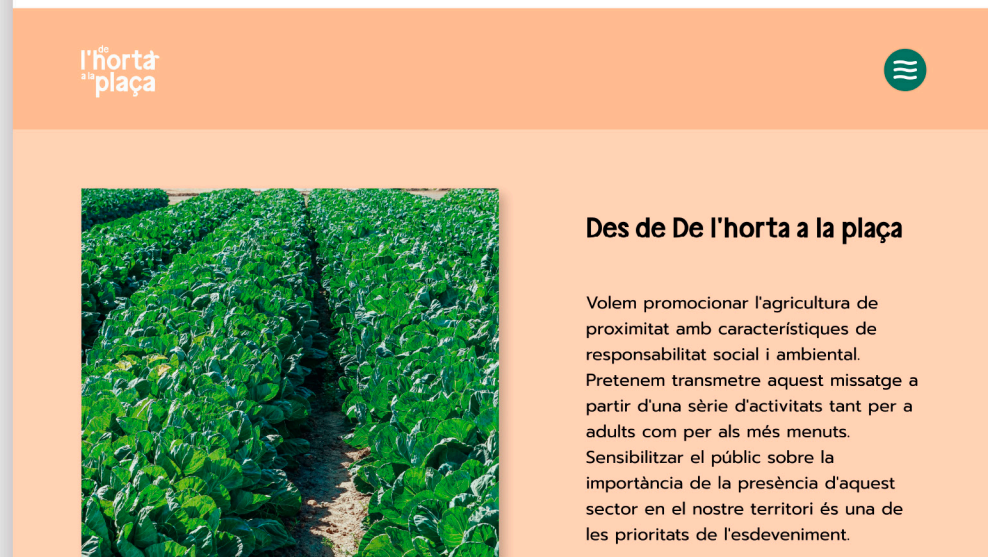 de
l'horta
a la
plaça
Des de De l'horta a la plaça
Volem promocionar l'agricultura de
proximitat amb característiques de
responsabilitat social i ambiental.
Pretenem transmetre aquest missatge a
partir d'una sèrie d'activitats tant per a
adults com per als més menuts.
Sensibilitzar el públic sobre la
importància de la presència d'aquest
sector en el nostre territori és una de
les prioritats de l'esdeveniment.